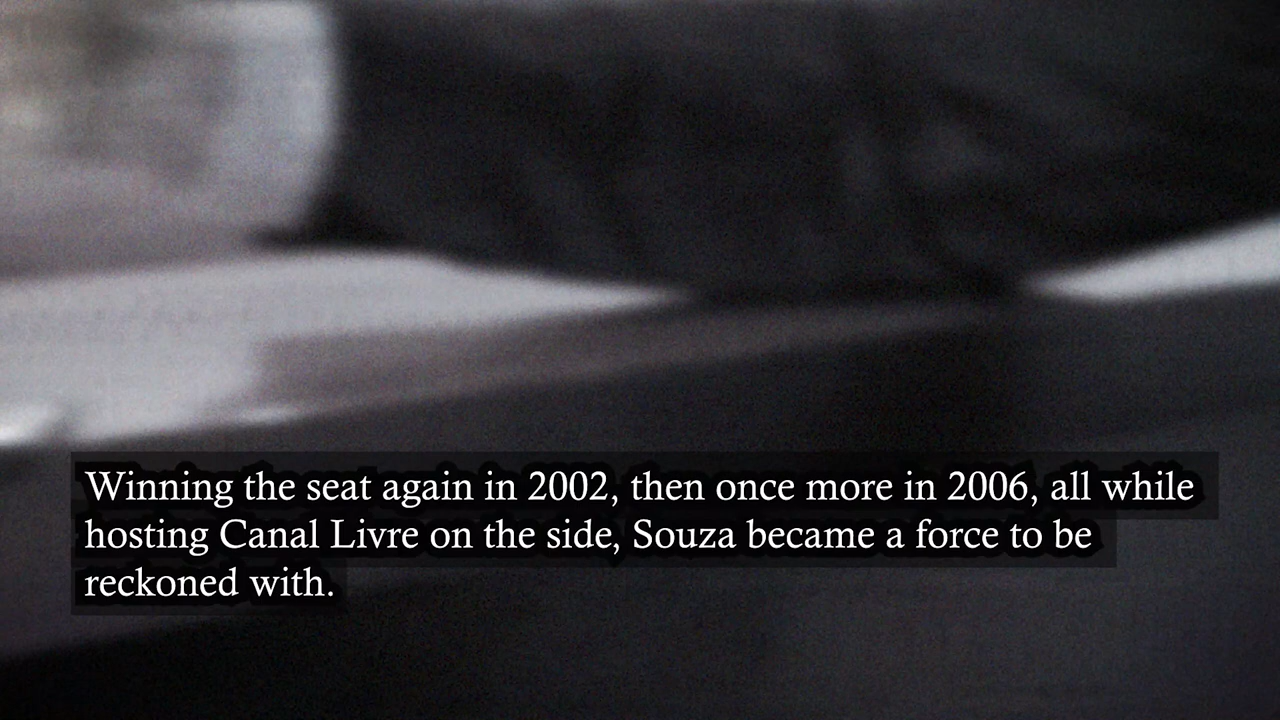 Winning the seat again in 2002, then once more in 2006, all while
hosting Canal Livre on the side, Souza became a force to be
reckoned with.